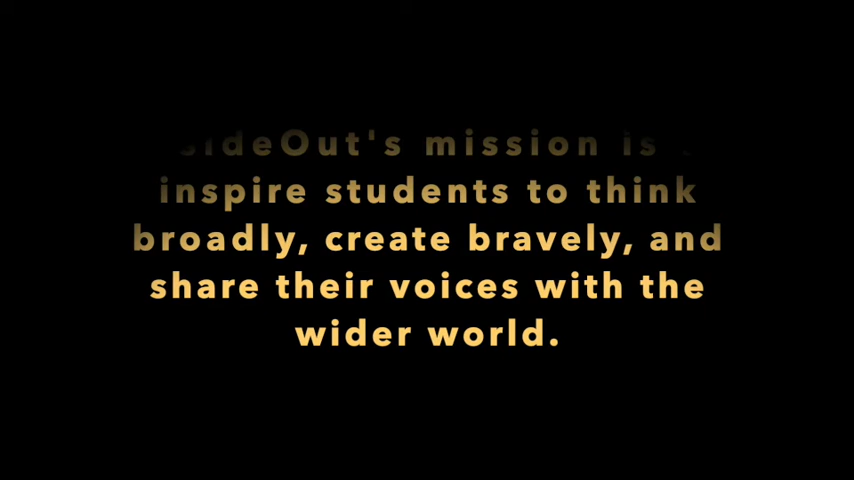 sideOut's mission is
inspire students to think
broadly, create bravely, and
share their voices with the
wider world.